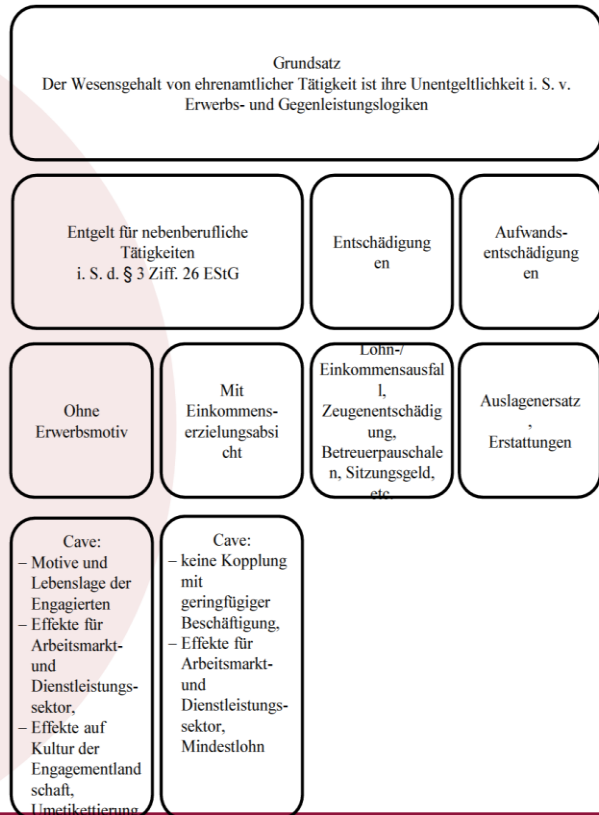 Grundsatz
Der Wesensgehalt von ehrenamtlicher Tätigkeit ist ihre Unentgeltlichkeit i. S. v.
Erwerbs- und Gegenleistungslogiken
Entgelt für nebenberufliche
Tätigkeiten
i. S. d. § 3 Ziff. 26 EStG
Entschädigung
en
Aufwands-
entschädigung
en
Ohne
Erwerbsmotiv
Mit
Einkommens-
erzielungsabsi
cht
Lohn-/
Einkommensausfal
l,
Zeugenentschädig
ung,
Betreuerpauschale
n, Sitzungsgeld,
etc.
Auslagenersatz
,
Erstattungen
Cave:
– Motive und
Lebenslage der
Engagierten
– Effekte für
Arbeitsmarkt-
und
Dienstleistungs-
sektor,
– Effekte auf
Kultur der
Engagementland
schaft,
Umetikettierung
Cave:
– keine Kopplung
mit
geringfügiger
Beschäftigung,
– Effekte für
Arbeitsmarkt-
und
Dienstleistungs-
sektor,
Mindestlohn